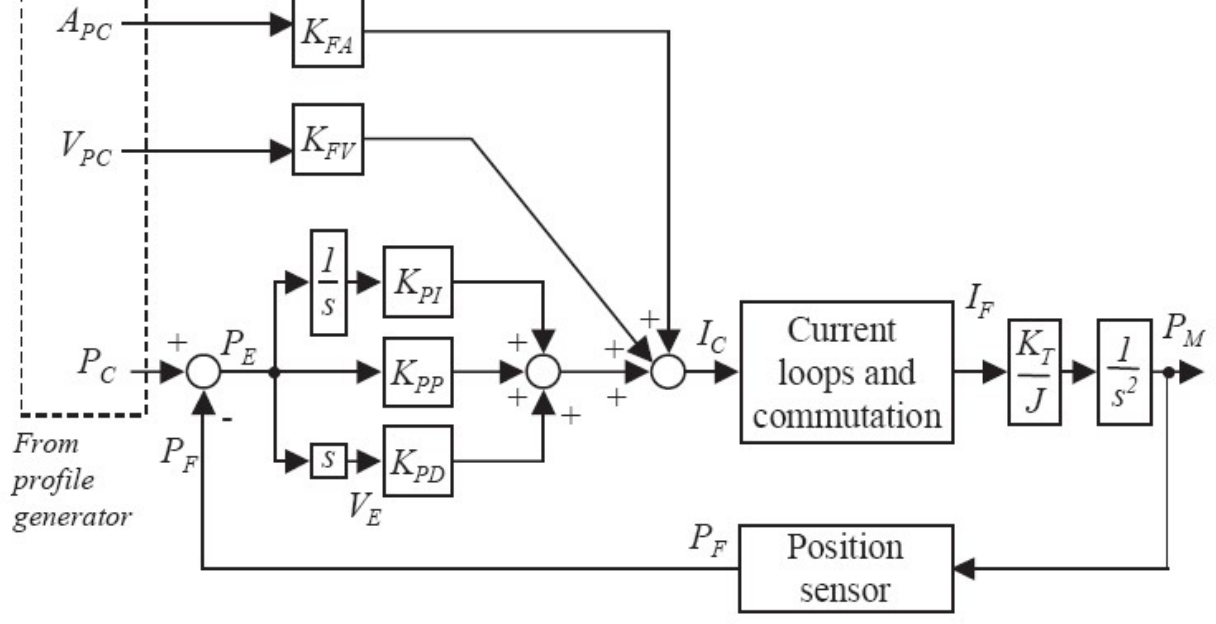 A_PC
K_FA
V_PC
K_FV
1
s
K_PI
P_C
+
P_E
-
K_PP
s
V_E
K_PD
+
+
+
+
+
+
I_C
Current
loops and
commutation
I_F
K_T
J
1
s²
P_M
From
profile
generator
P_F
P_F
Position
sensor